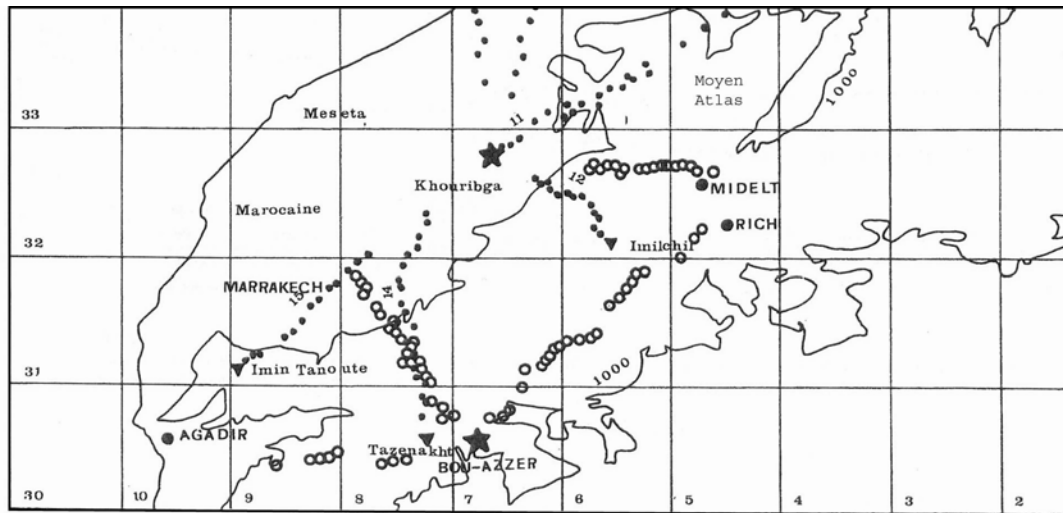 Moyen
Atlas
1000
33
Meseta
11
Khouribga
12
MIDELT
Marocaine
RICH
32
Imilchil
MARRAKECH
15
14
1000
31
Imin Tanoute
AGADIR
Tazenakht
BOU-AZZER
30
10
9
8
7
6
5
4
3
2